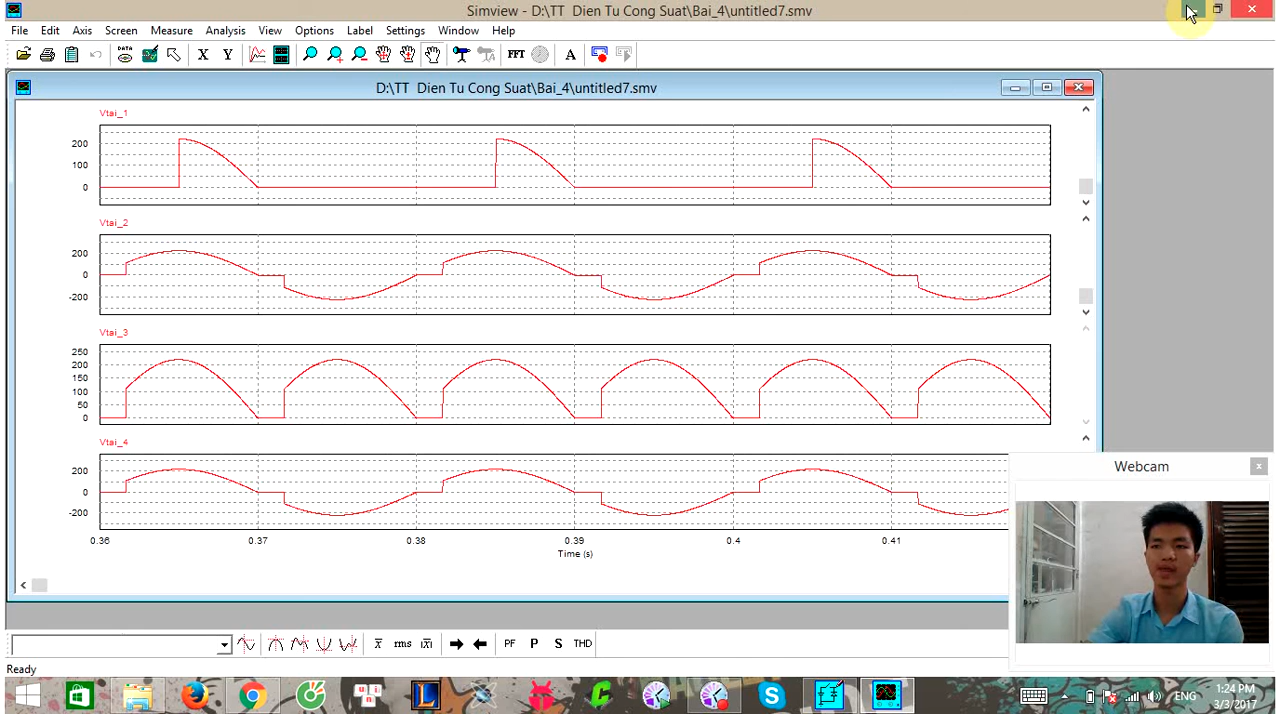 Simview - D:\TT Dien Tu Cong Suat\Bai_4\untitled7.smv
File Edit Axis Screen Measure Analysis View Options Label Settings Window Help
DATA X Y FFT A
D:\TT Dien Tu Cong Suat\Bai_4\untitled7.smv
Vtai_1
200
100
0
Vtai_2
200
0
-200
Vtai_3
250
200
150
100
50
0
Vtai_4
200
0
-200
0.36 0.37 0.38 0.39 0.4 0.41
Time (s)
Webcam x
x rms |x| PF P S THD
Ready
ENG
1:24 PM
3/3/2017